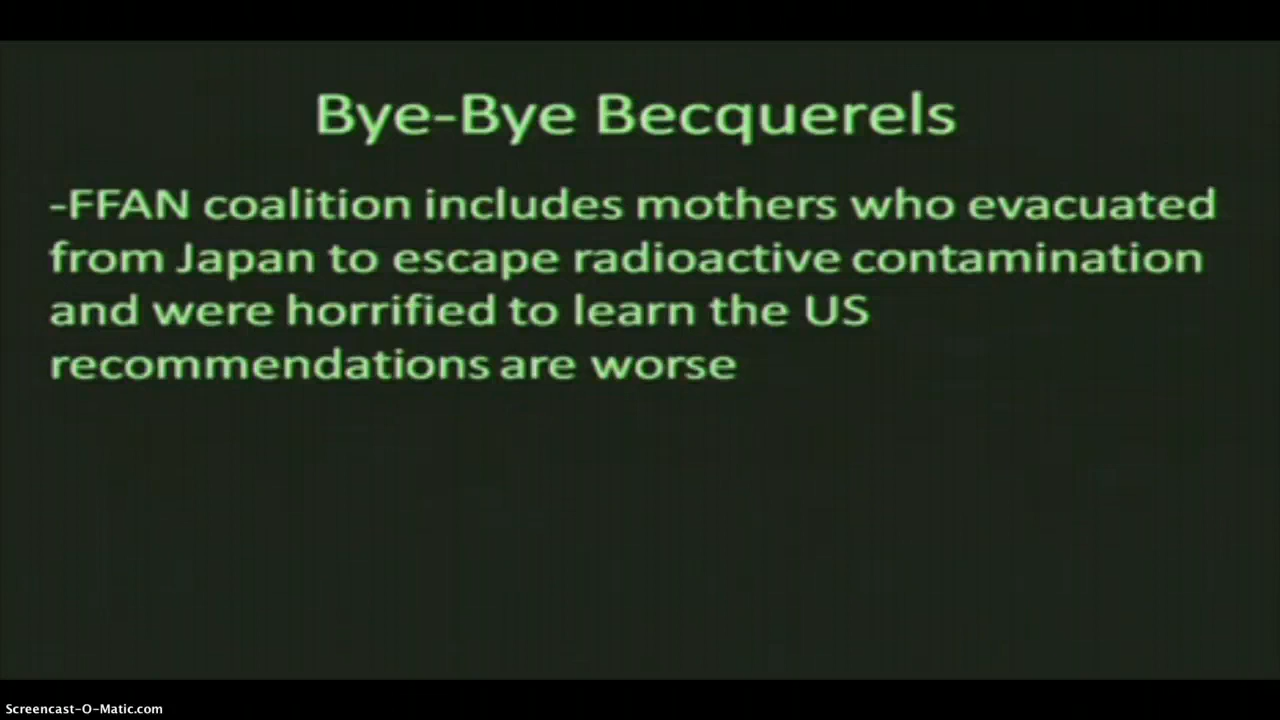 Bye-Bye Becquerels
-FFAN coalition includes mothers who evacuated
from Japan to escape radioactive contamination
and were horrified to learn the US
recommendations are worse
Screencast-O-Matic.com